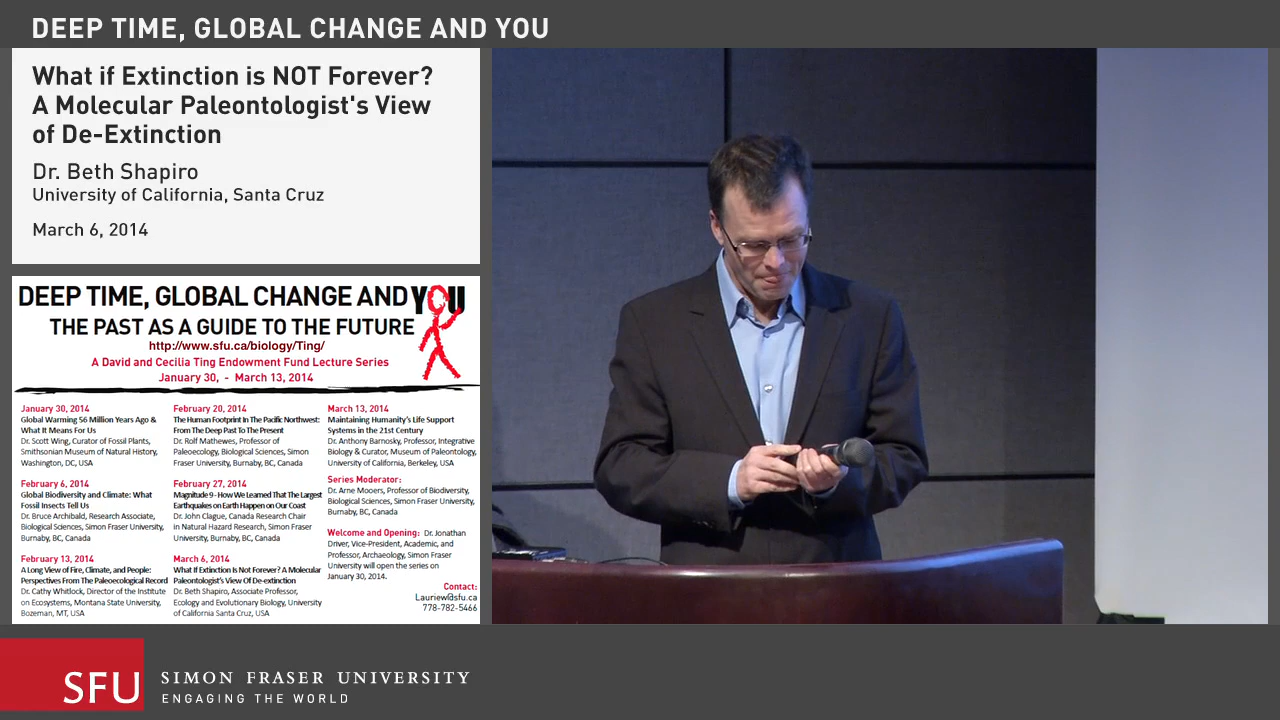 DEEP TIME, GLOBAL CHANGE AND YOU
What if Extinction is NOT Forever?
A Molecular Paleontologist's View
of De-Extinction
Dr. Beth Shapiro
University of California, Santa Cruz
March 6, 2014
DEEP TIME, GLOBAL CHANGE AND YOU
THE PAST AS A GUIDE TO THE FUTURE
http://www.sfu.ca/biology/Ting/
A David and Cecilia Ting Endowment Fund Lecture Series
January 30, - March 13, 2014
January 30, 2014
Global Warming 56 Million Years Ago &
What It Means For Us
Dr. Scott Wing, Curator of Fossil Plants,
Smithsonian Museum of Natural History,
Washington, DC, USA
February 6, 2014
Global Biodiversity and Climate: What
Fossil Insects Tell Us
Dr. Bruce Archibald, Research Associate,
Biological Sciences, Simon Fraser University,
Burnaby, BC, Canada
February 13, 2014
A Long View of Fire, Climate, and People:
Perspectives From The Paleoecological Record
Dr. Cathy Whitlock, Director of the Institute
on Ecosystems, Montana State University,
Bozeman, MT, USA
February 20, 2014
The Human Footprint In The Pacific Northwest:
From The Deep Past To The Present
Dr. Rolf Mathewes, Professor of
Paleoecology, Biological Sciences, Simon
Fraser University, Burnaby, BC, Canada
February 27, 2014
Magnitude 9 - How We Learned That The Largest
Earthquakes on Earth Happen on Our Coast
Dr. John Clague, Canada Research Chair
in Natural Hazard Research, Simon Fraser
University, Burnaby, BC, Canada
March 6, 2014
What If Extinction Is Not Forever? A Molecular
Paleontologist's View Of De-extinction
Dr. Beth Shapiro, Associate Professor,
Ecology and Evolutionary Biology, University
of California Santa Cruz, USA
March 13, 2014
Maintaining Humanity's Life Support
Systems in the 21st Century
Dr. Anthony Barnosky, Professor, Integrative
Biology & Curator, Museum of Paleontology,
University of California, Berkeley, USA
Series Moderator:
Dr. Arne Mooers, Professor of Biodiversity,
Biological Sciences, Simon Fraser University,
Burnaby, BC, Canada
Welcome and Opening: Dr. Jonathan
Driver, Vice-President, Academic, and
Professor, Archaeology, Simon Fraser
University will open the series on
January 30, 2014.
Contact:
Lauriew@sfu.ca
778-782-5466
SFU
SIMON FRASER UNIVERSITY
ENGAGING THE WORLD